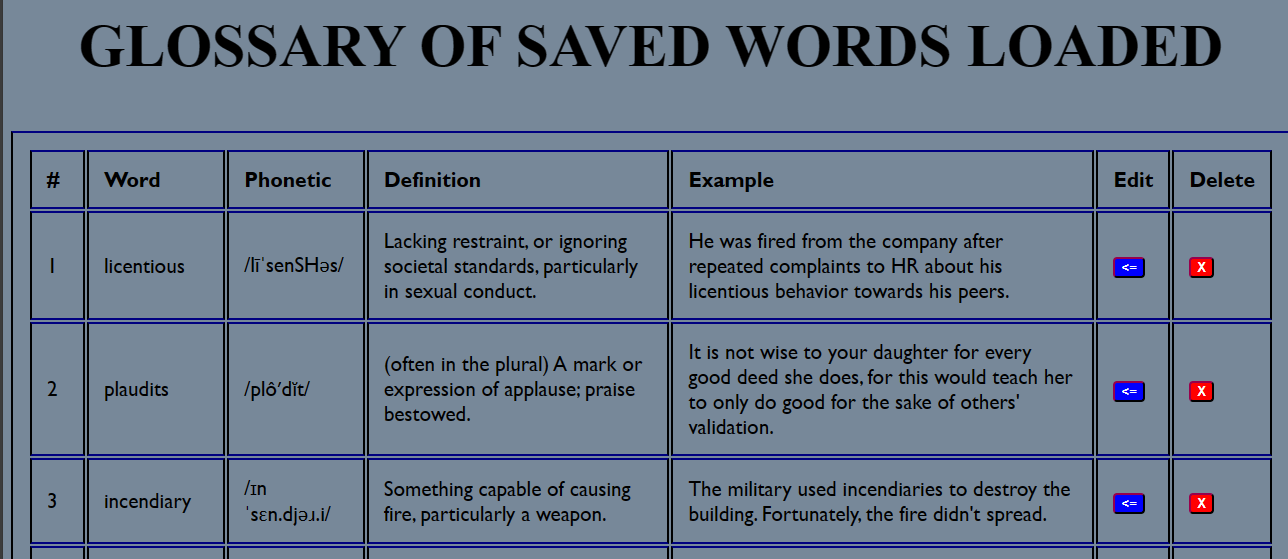 GLOSSARY OF SAVED WORDS LOADED
# Word Phonetic Definition Example Edit Delete
1 licentious /līˈsenSHəs/ Lacking restraint, or ignoring
societal standards, particularly
in sexual conduct. He was fired from the company after
repeated complaints to HR about his
licentious behavior towards his peers. <= X
2 plaudits /plô′dĭt/ (often in the plural) A mark or
expression of applause; praise
bestowed. It is not wise to your daughter for every
good deed she does, for this would teach her
to only do good for the sake of others'
validation. <= X
3 incendiary /ɪn
ˈsɛn.djəɹ.i/ Something capable of causing
fire, particularly a weapon. The military used incendiaries to destroy the
building. Fortunately, the fire didn't spread. <= X